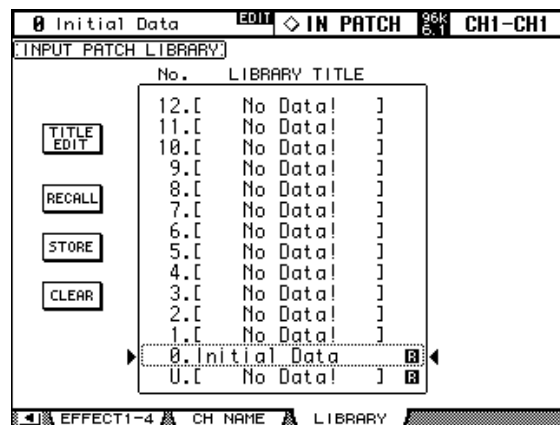 0 Initial Data EDIT ◇ IN PATCH 96k 6.1 CH1-CH1
INPUT PATCH LIBRARY
No. LIBRARY TITLE
12.[ No Data! ]
11.[ No Data! ]
10.[ No Data! ]
9.[ No Data! ]
8.[ No Data! ]
7.[ No Data! ]
6.[ No Data! ]
5.[ No Data! ]
4.[ No Data! ]
3.[ No Data! ]
2.[ No Data! ]
1.[ No Data! ]
0.Initial Data R
U.[ No Data! ] R
TITLE
EDIT
RECALL
STORE
CLEAR
EFFECT1-4 CH NAME LIBRARY